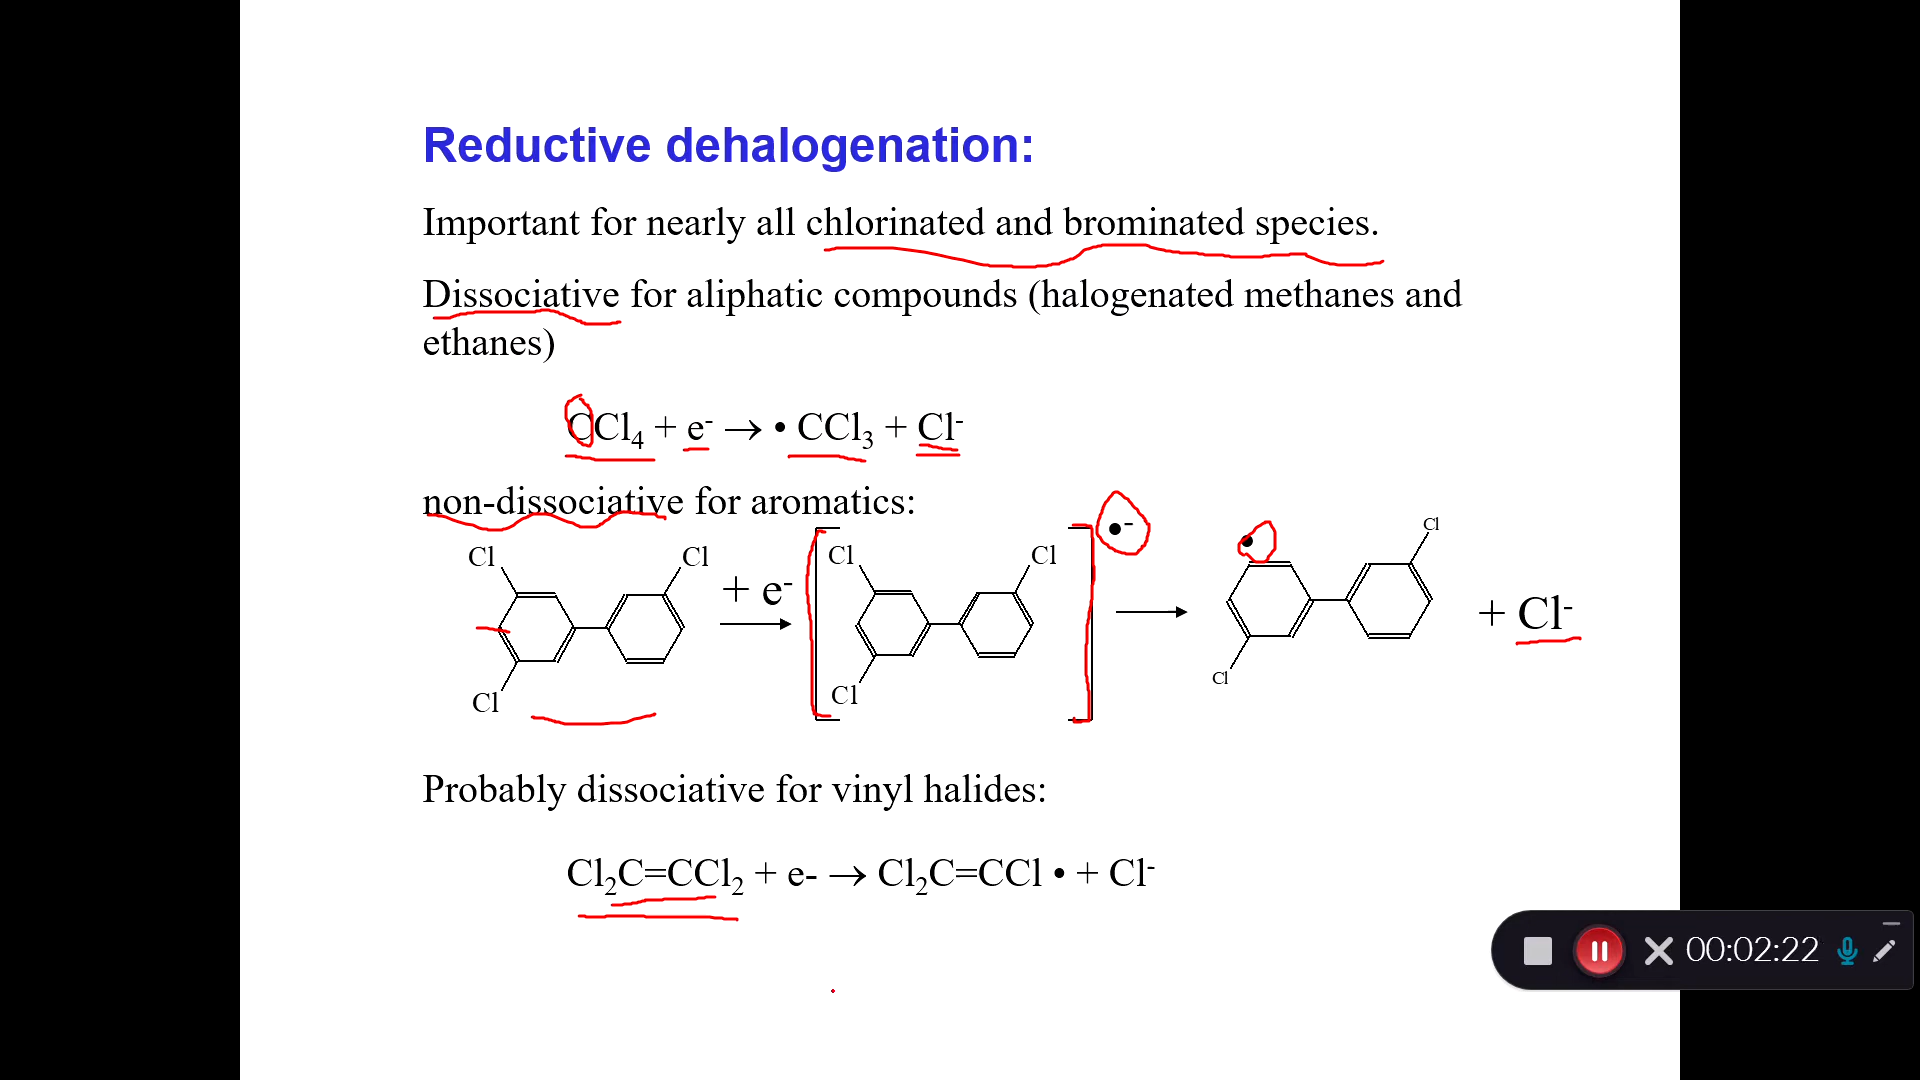 Reductive dehalogenation:
Important for nearly all chlorinated and brominated species.
Dissociative for aliphatic compounds (halogenated methanes and
ethanes)
CCl₄ + e⁻ → • CCl₃ + Cl⁻
non-dissociative for aromatics:
Cl Cl + e⁻ Cl Cl •⁻ • Cl + Cl⁻
Cl Cl Cl
Probably dissociative for vinyl halides:
Cl₂C=CCl₂ + e- → Cl₂C=CCl • + Cl⁻
00:02:22